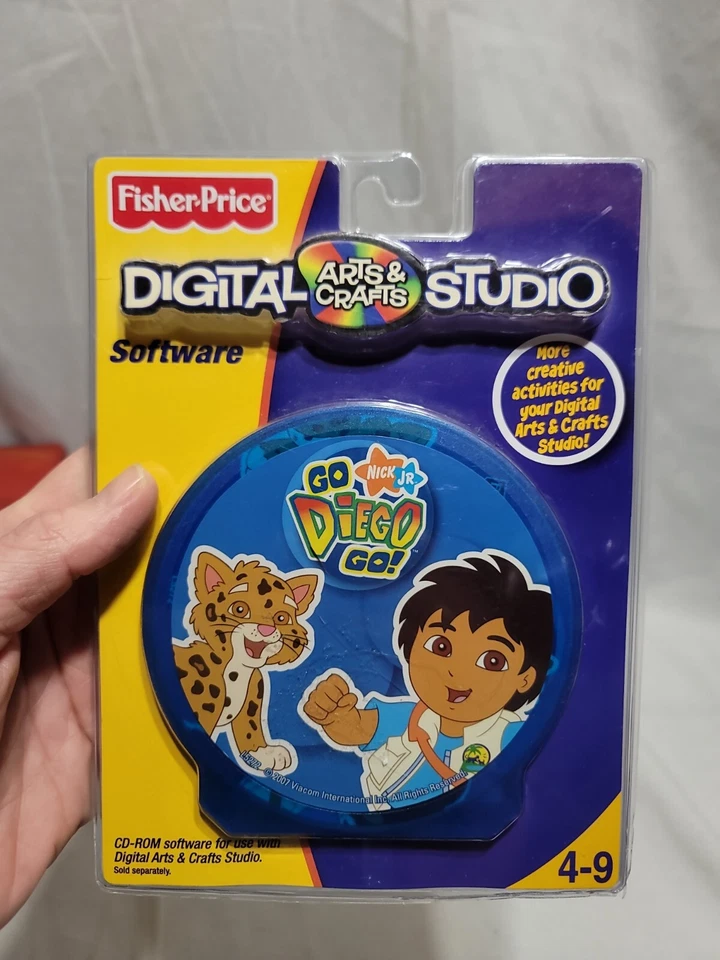 Fisher-Price®
DIGITAL ARTS & CRAFTS STUDIO
Software
More
creative
activities for
your Digital
Arts & Crafts
Studio!
NICK JR
GO
DIEGO
GO!™
©2007 Viacom International Inc. All Rights Reserved.
CD-ROM software for use with
Digital Arts & Crafts Studio.
Sold separately.
4-9